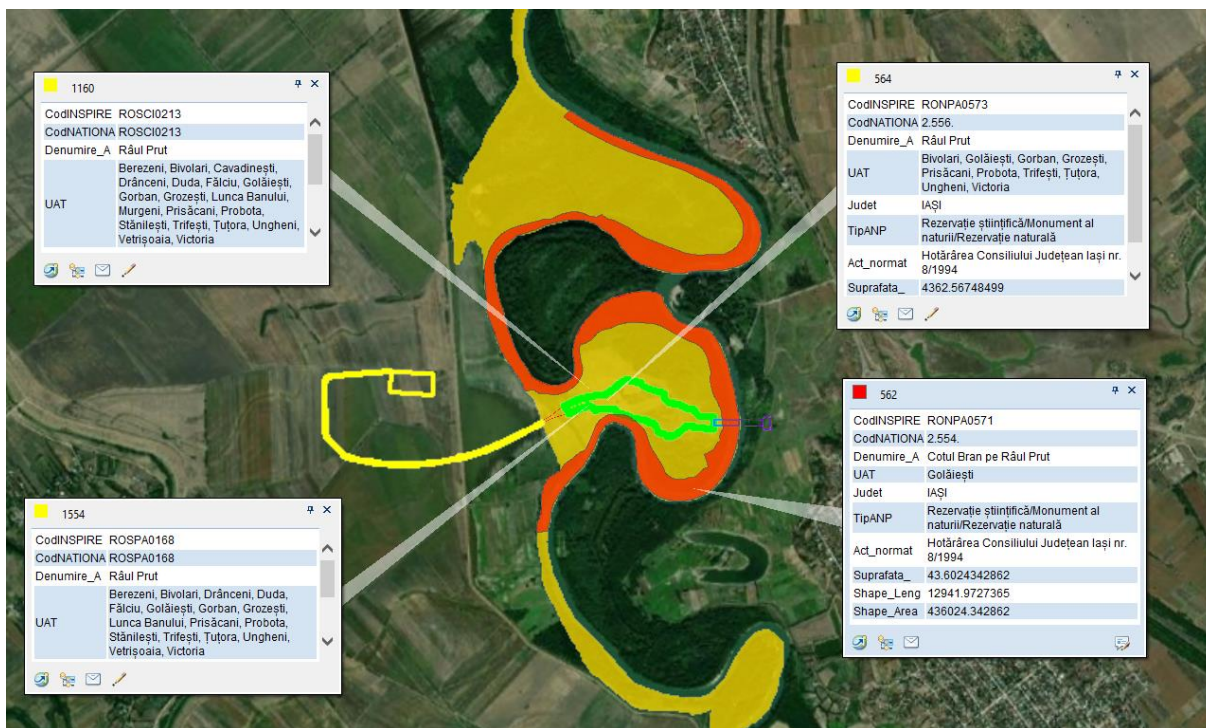 1160
CodINSPIRE ROSCI0213
CodNATIONA ROSCI0213
Denumire_A Râul Prut
UAT Berezeni, Bivolari, Cavadinești,
Drânceni, Duda, Fălciu, Golăiești,
Gorban, Grozești, Lunca Banului,
Murgeni, Prisăcani, Probota,
Stănilești, Trifești, Țuțora, Ungheni,
Vetrișoaia, Victoria
564
CodINSPIRE RONPA0573
CodNATIONA 2.556.
Denumire_A Râul Prut
UAT Bivolari, Golăiești, Gorban, Grozești,
Prisăcani, Probota, Trifești, Țuțora,
Ungheni, Victoria
Judet IAȘI
TipANP Rezervație științifică/Monument al
naturii/Rezervație naturală
Act_normat Hotărârea Consiliului Județean Iași nr.
8/1994
Suprafata_ 4362.56748499
1554
CodINSPIRE ROSPA0168
CodNATIONA ROSPA0168
Denumire_A Râul Prut
UAT Berezeni, Bivolari, Drânceni, Duda,
Fălciu, Golăiești, Gorban, Grozești,
Lunca Banului, Prisăcani, Probota,
Stănilești, Trifești, Țuțora, Ungheni,
Vetrișoaia, Victoria
562
CodINSPIRE RONPA0571
CodNATIONA 2.554.
Denumire_A Cotul Bran pe Râul Prut
UAT Golăiești
Judet IAȘI
TipANP Rezervație științifică/Monument al
naturii/Rezervație naturală
Act_normat Hotărârea Consiliului Județean Iași nr.
8/1994
Suprafata_ 43.6024342862
Shape_Leng 12941.9727365
Shape_Area 436024.342862